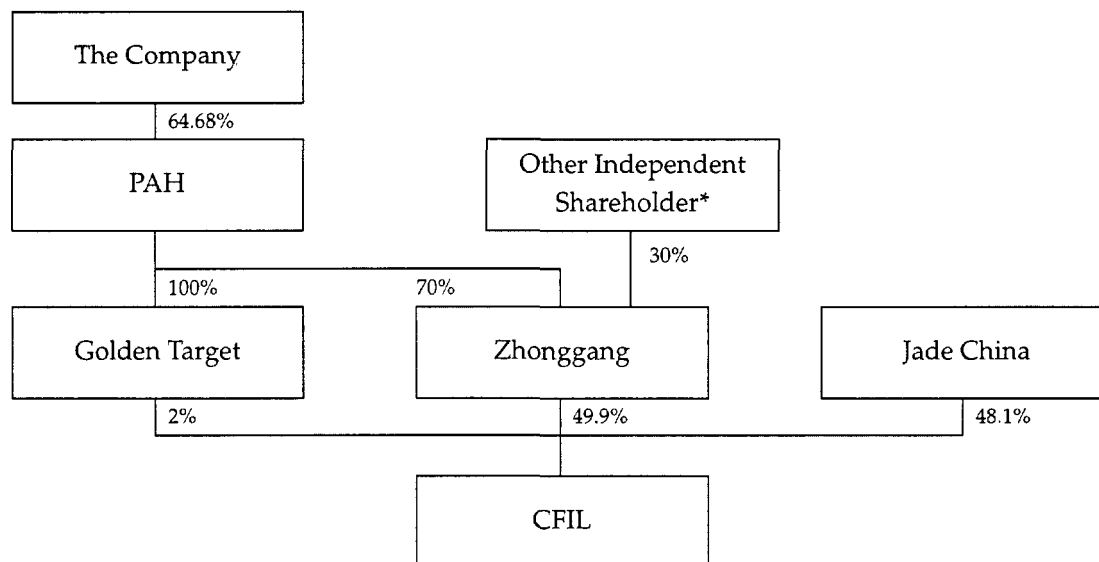 The Company
64.68%
PAH
Other Independent
Shareholder*
30%
100%
70%
Golden Target
Zhonggang
Jade China
2%
49.9%
48.1%
CFIL